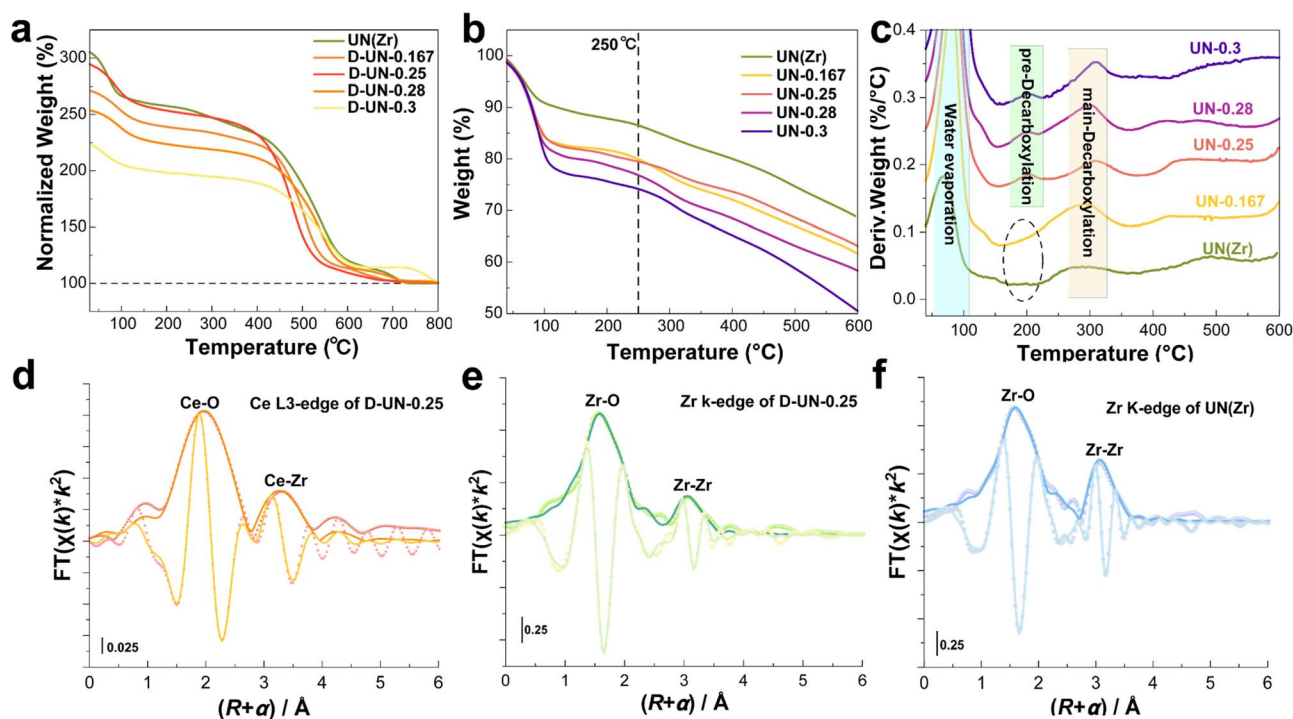 a
Normalized Weight (%)
300
250
200
150
100
UN(Zr)
D-UN-0.167
D-UN-0.25
D-UN-0.28
D-UN-0.3
100 200 300 400 500 600 700 800
Temperature (℃)
b
Weight (%)
100
90
80
70
60
50
250℃
UN(Zr)
UN-0.167
UN-0.25
UN-0.28
UN-0.3
100 200 300 400 500 600
Temperature (°C)
c
Deriv.Weight (%/°C)
0.4
0.3
0.2
0.1
0.0
Water evaporation
pre-Decarboxylation
main-Decarboxylation
UN-0.3
UN-0.28
UN-0.25
UN-0.167
UN(Zr)
100 200 300 400 500 600
Temperature (°C)
d
FT(χ(k)*k²)
Ce-O
Ce L3-edge of D-UN-0.25
Ce-Zr
0.025
0 1 2 3 4 5 6
(R+α) / Å
e
FT(χ(k)*k²)
Zr-O
Zr k-edge of D-UN-0.25
Zr-Zr
0.25
0 1 2 3 4 5 6
(R+α) / Å
f
FT(χ(k)*k²)
Zr-O
Zr K-edge of UN(Zr)
Zr-Zr
0.25
0 1 2 3 4 5 6
(R+α) / Å